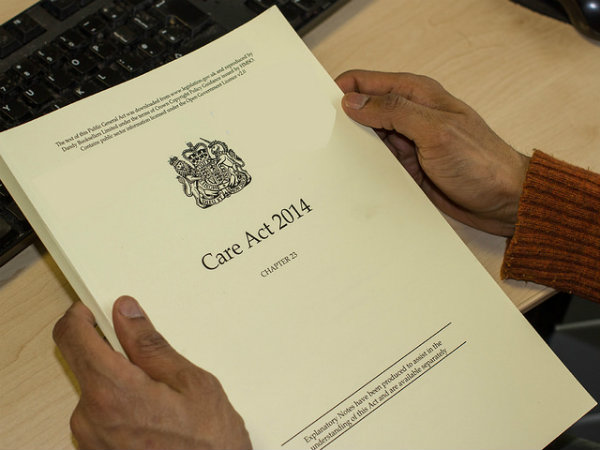 The text of this Public General Act was downloaded from www.legislation.gov.uk and reproduced by
Dandy Booksellers Limited under the terms of Crown Copyright Policy Guidance issued by HMSO.
Contains public sector information licensed under the Open Government Licence v2.0
Care Act 2014
CHAPTER 23
Explanatory Notes have been produced to assist in the
understanding of this Act and are available separately